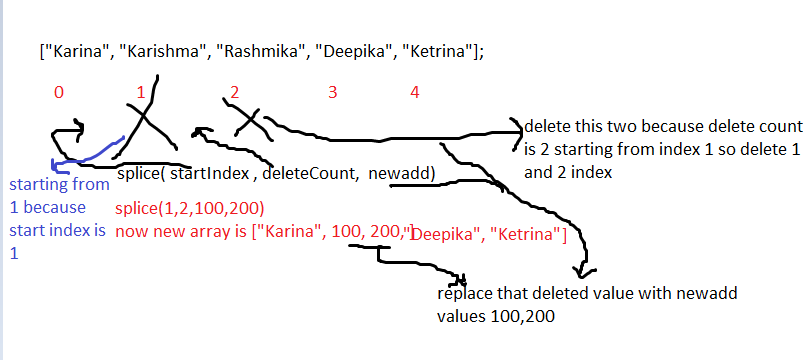 ["Karina", "Karishma", "Rashmika", "Deepika", "Ketrina"];
0 1 2 3 4
delete this two because delete count
is 2 starting from index 1 so delete 1
and 2 index
splice( startIndex , deleteCount, newadd)
starting from
1 because
start index is
1
splice(1,2,100,200)
now new array is ["Karina", 100, 200,"Deepika", "Ketrina"]
replace that deleted value with newadd
values 100,200